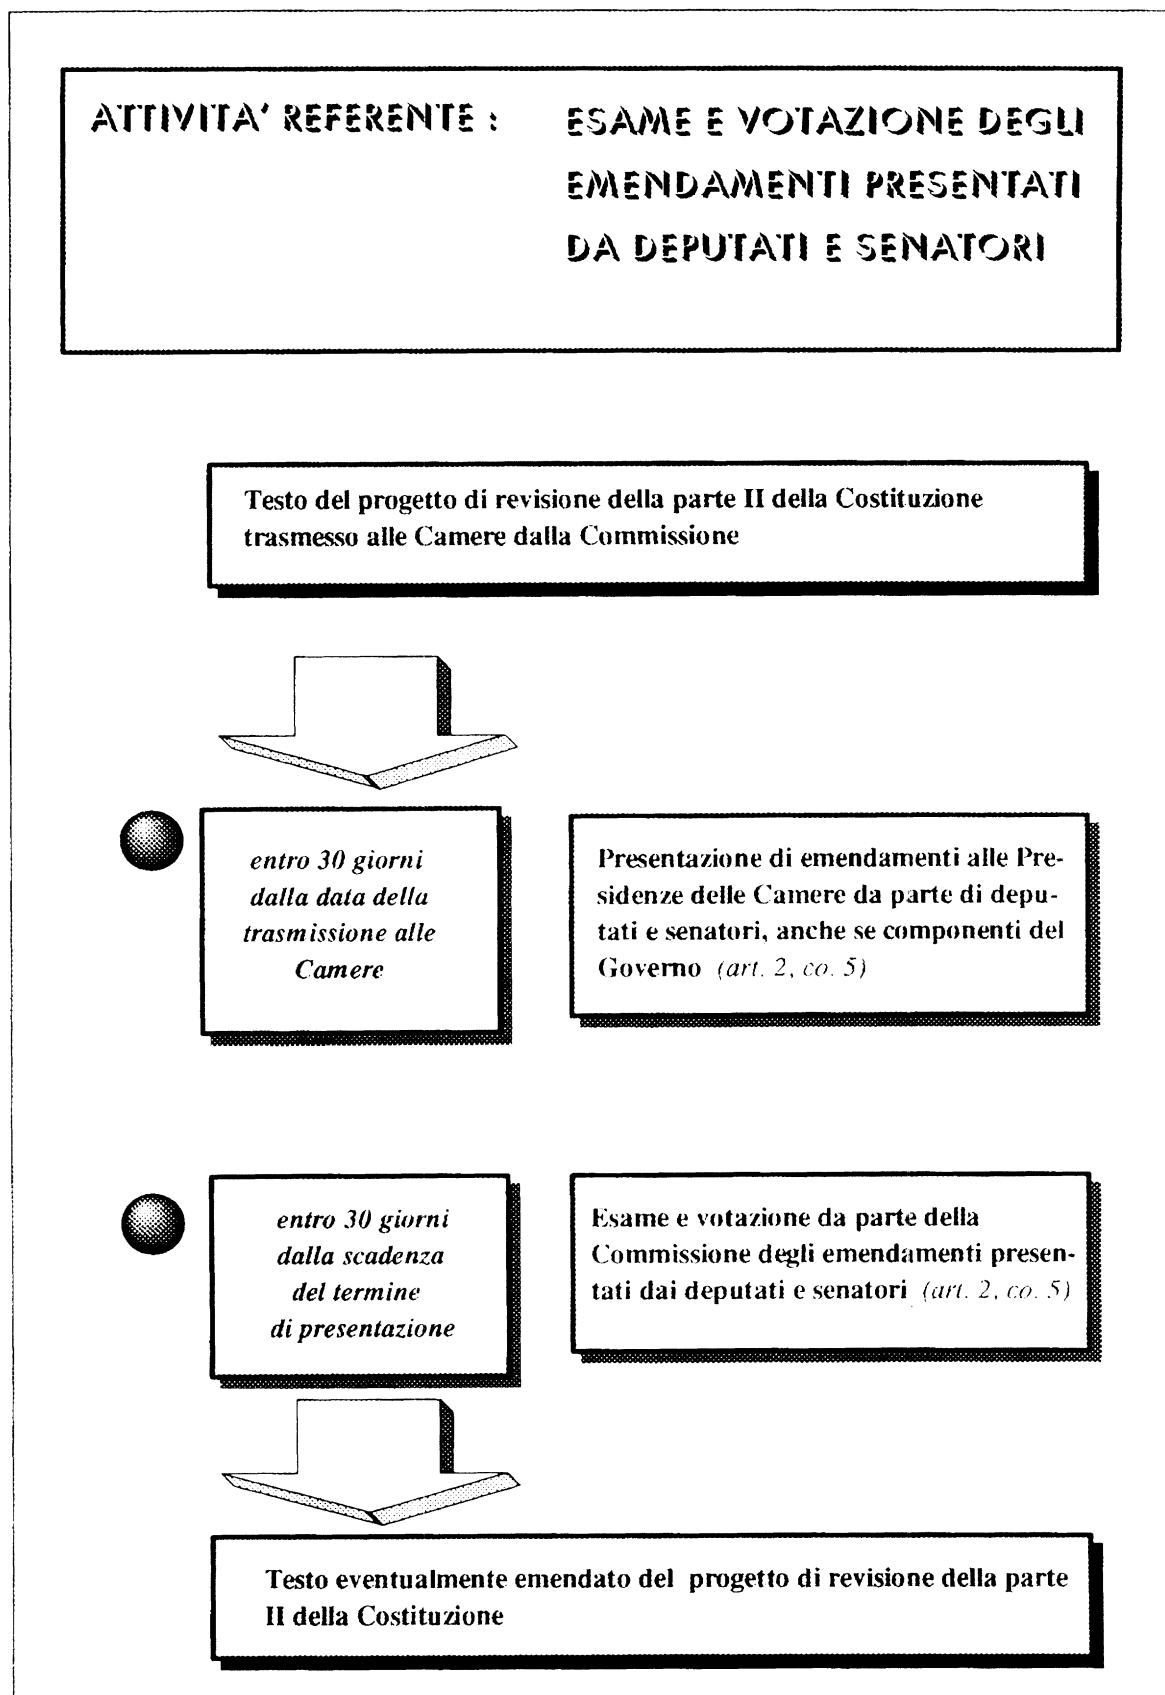 ATTIVITA' REFERENTE : ESAME E VOTAZIONE DEGLI
EMENDAMENTI PRESENTATI
DA DEPUTATI E SENATORI
Testo del progetto di revisione della parte II della Costituzione
trasmesso alle Camere dalla Commissione
entro 30 giorni
dalla data della
trasmissione alle
Camere
Presentazione di emendamenti alle Pre-
sidenze delle Camere da parte di depu-
tati e senatori, anche se componenti del
Governo (art. 2, co. 5)
entro 30 giorni
dalla scadenza
del termine
di presentazione
Esame e votazione da parte della
Commissione degli emendamenti presen-
tati dai deputati e senatori (art. 2, co. 5)
Testo eventualmente emendato del progetto di revisione della parte
II della Costituzione